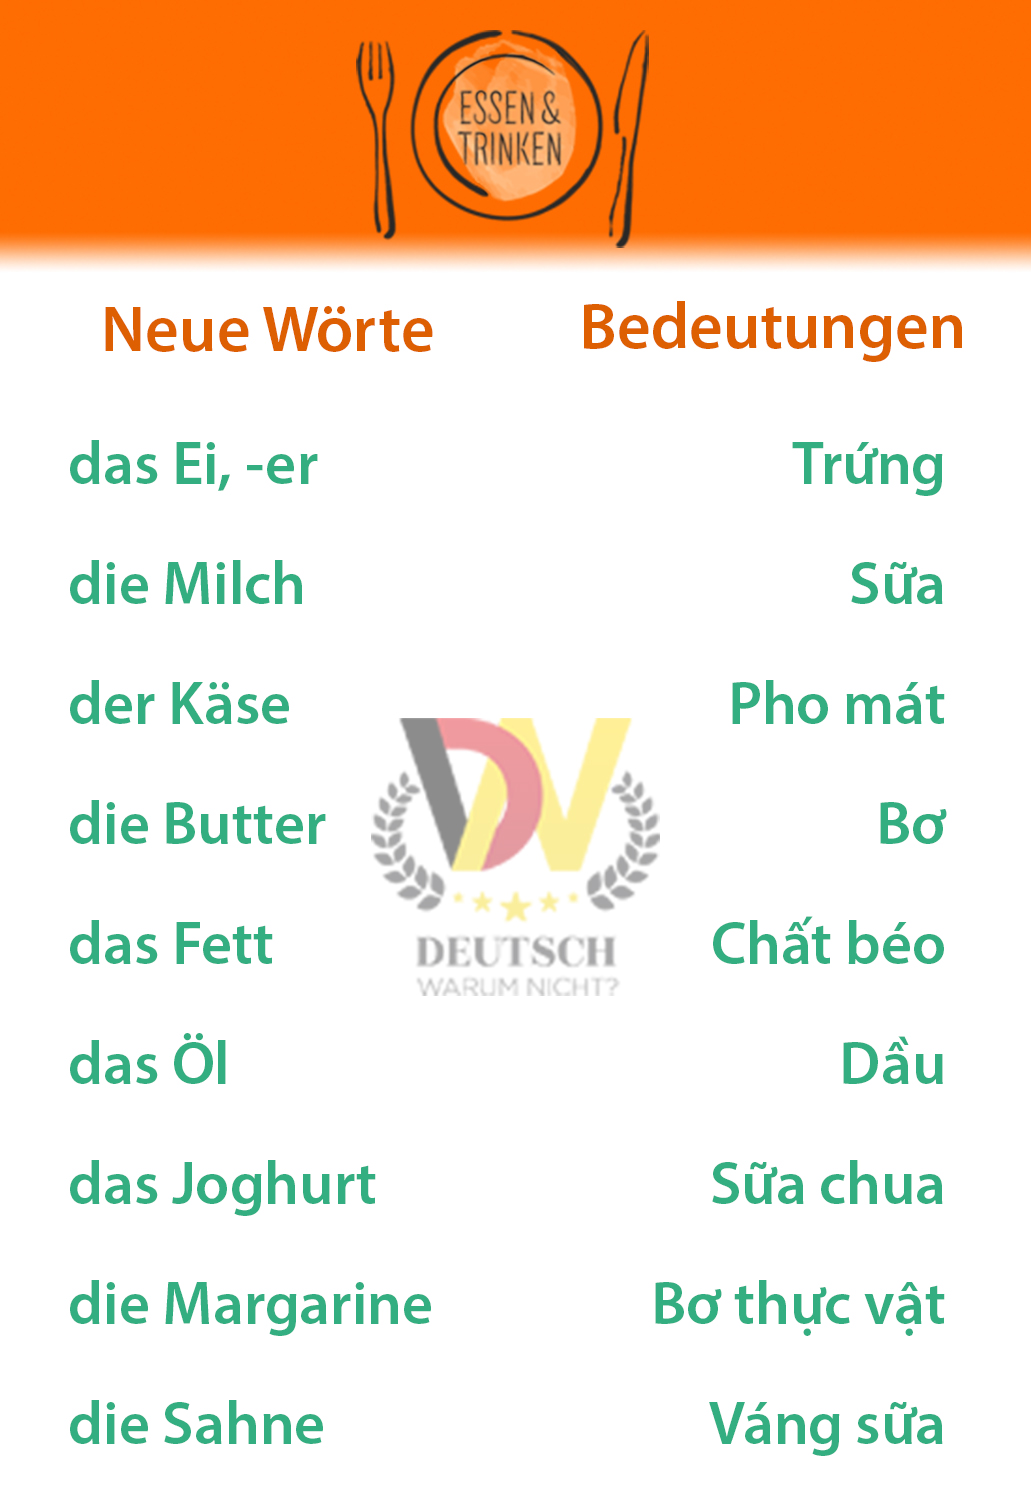 ESSEN &
TRINKEN
Neue Wörte Bedeutungen
das Ei, -er Trứng
die Milch Sữa
der Käse Pho mát
die Butter Bơ
das Fett Chất béo
das Öl Dầu
das Joghurt Sữa chua
die Margarine Bơ thực vật
die Sahne Váng sữa
DW
DEUTSCH
WARUM NICHT?